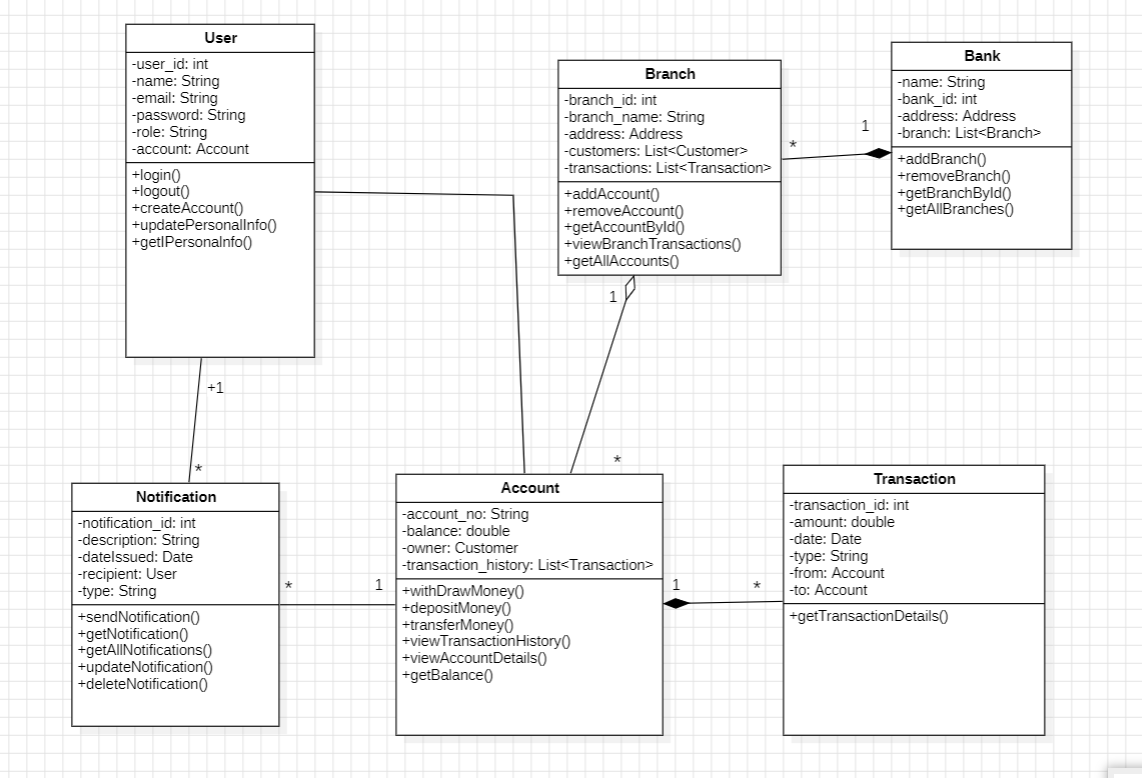 User
-user_id: int
-name: String
-email: String
-password: String
-role: String
-account: Account
+login()
+logout()
+createAccount()
+updatePersonalInfo()
+getIPersonalnfo()
Branch
-branch_id: int
-branch_name: String
-address: Address
-customers: List<Customer>
-transactions: List<Transaction>
+addAccount()
+removeAccount()
+getAccountById()
+viewBranchTransactions()
+getAllAccounts()
Bank
-name: String
-bank_id: int
-address: Address
-branch: List<Branch>
+addBranch()
+removeBranch()
+getBranchById()
+getAllBranches()
1
*
1
+1
*
*
Notification
-notification_id: int
-description: String
-dateIssued: Date
-recipient: User
-type: String
+sendNotification()
+getNotification()
+getAllNotifications()
+updateNotification()
+deleteNotification()
*
1
Account
-account_no: String
-balance: double
-owner: Customer
-transaction_history: List<Transaction>
+withDrawMoney()
+depositMoney()
+transferMoney()
+viewTransactionHistory()
+viewAccountDetails()
+getBalance()
1
*
Transaction
-transaction_id: int
-amount: double
-date: Date
-type: String
-from: Account
-to: Account
+getTransactionDetails()